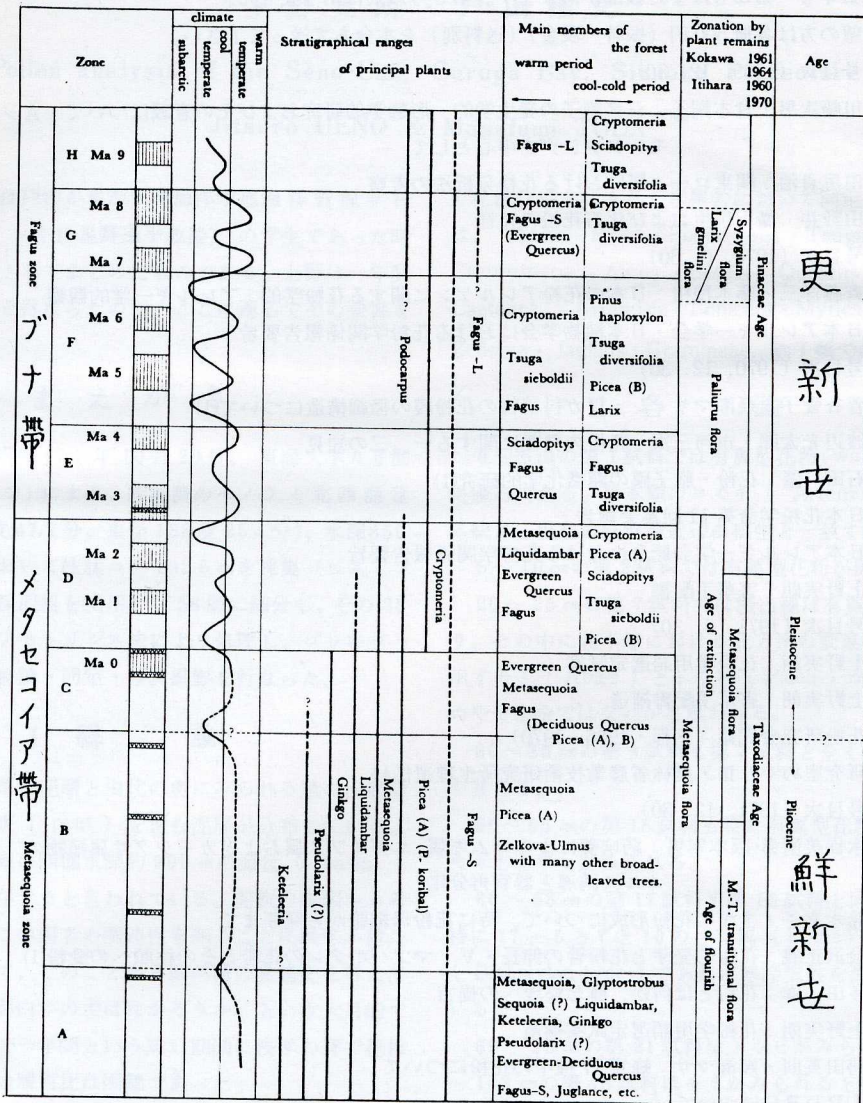 Zone
climate
subarctic
cool temperate
warm temperate
Stratigraphical ranges
of principal plants
Main members of
the forest
warm period
cool-cold period
Zonation by
plant remains
Kokawa 1961
1964
Itihara 1960
1970
Age
Fagus zone
ブナ帯
Metasequoia zone
メタセコイア帯
H Ma 9
Ma 8
G
Ma 7
Ma 6
F
Ma 5
Ma 4
E
Ma 3
Ma 2
D
Ma 1
Ma 0
C
B
A
?
Keteleeria
Pseudolarix (?)
?
Ginkgo
Liquidambar
Metasequoia
Picea (A) (P. koribai)
Podocarpus
Cryptomeria
Fagus -S
?
Fagus -L
Fagus -L
Cryptomeria
Sciadopitys
Tsuga
diversifolia
Cryptomeria
Fagus -S
(Evergreen
Quercus)
Cryptomeria
Tsuga
diversifolia
Cryptomeria
Tsuga
sieboldii
Fagus
Pinus
haploxylon
Tsuga
diversifolia
Picea (B)
Larix
Sciadopitys
Fagus
Quercus
Cryptomeria
Fagus
Tsuga
diversifolia
Metasequoia
Liquidambar
Evergreen
Quercus
Fagus
Cryptomeria
Picea (A)
Sciadopitys
Tsuga
sieboldii
Picea (B)
Evergreen Quercus
Metasequoia
Fagus
(Deciduous Quercus
Picea (A), B)
Metasequoia
Picea (A)
Zelkova-Ulmus
with many other broad-
leaved trees.
Metasequoia, Glyptostrobus
Sequoia (?) Liquidambar,
Keteleeria, Ginkgo
Pseudolarix (?)
Evergreen-Deciduous
Quercus
Fagus-S, Juglance, etc.
Larix
gmelini
flora
Syzygium
flora
Paliurus flora
Metasequoia flora
Age of extinction
Metasequoia flora
Age of flourish
M.-T. transitional flora
Pinaceae Age
Taxodiaceae Age
Pleistocene
?
Pliocene
更新世
鮮新世